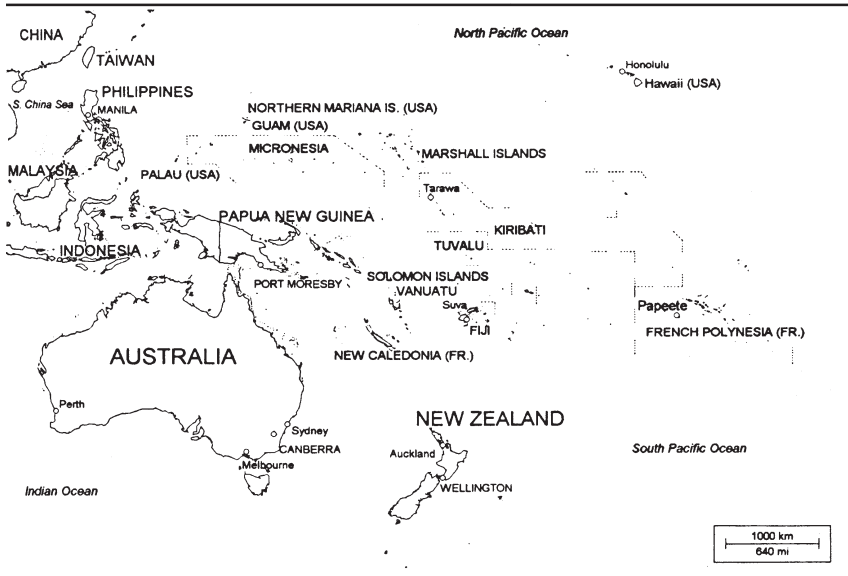 CHINA
North Pacific Ocean
TAIWAN
Honolulu
Hawaii (USA)
PHILIPPINES
S. China Sea
MANILA
NORTHERN MARIANA IS. (USA)
GUAM (USA)
MICRONESIA
MARSHALL ISLANDS
MALAYSIA
PALAU (USA)
Tarawa
PAPUA NEW GUINEA
KIRIBATI
TUVALU
INDONESIA
SOLOMON ISLANDS
PORT MORESBY
VANUATU
Suva
FIJI
Papeete
FRENCH POLYNESIA (FR.)
NEW CALEDONIA (FR.)
AUSTRALIA
Perth
NEW ZEALAND
Sydney
CANBERRA
Auckland
South Pacific Ocean
Melbourne
Indian Ocean
WELLINGTON
1000 km
640 mi